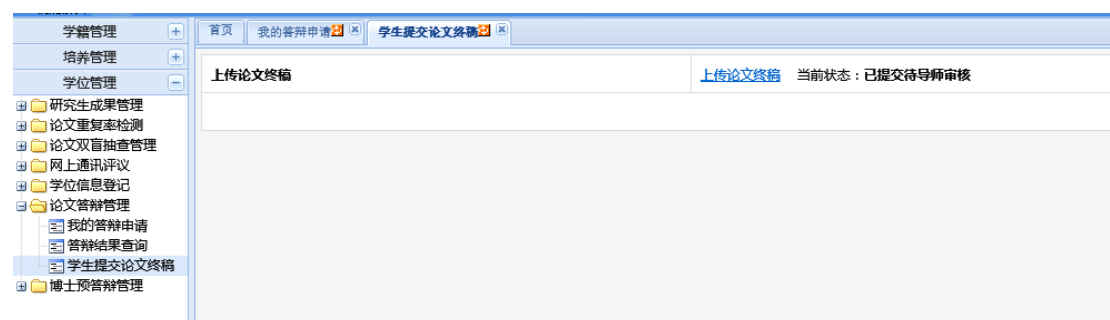 学籍管理
培养管理
学位管理
研究生成果管理
论文重复率检测
论文双盲抽查管理
网上通讯评议
学位信息登记
论文答辩管理
我的答辩申请
答辩结果查询
学生提交论文终稿
博士预答辩管理
首页 我的答辩申请 学生提交论文终稿
上传论文终稿 上传论文终稿 当前状态：已提交待导师审核